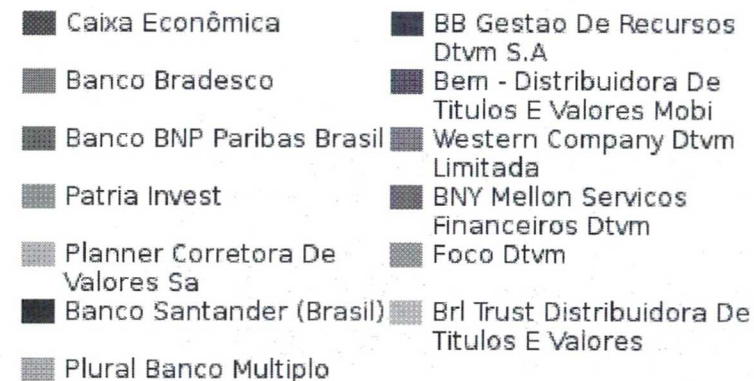 Caixa Econômica
Banco Bradesco
Banco BNP Paribas Brasil
Patria Invest
Planner Corretora De
Valores Sa
Banco Santander (Brasil)
Plural Banco Multiplo
BB Gestao De Recursos
Dtvm S.A
Bem - Distribuidora De
Titulos E Valores Mobi
Western Company Dtvm
Limitada
BNY Mellon Servicos
Financeiros Dtvm
Foco Dtvm
Brl Trust Distribuidora De
Titulos E Valores